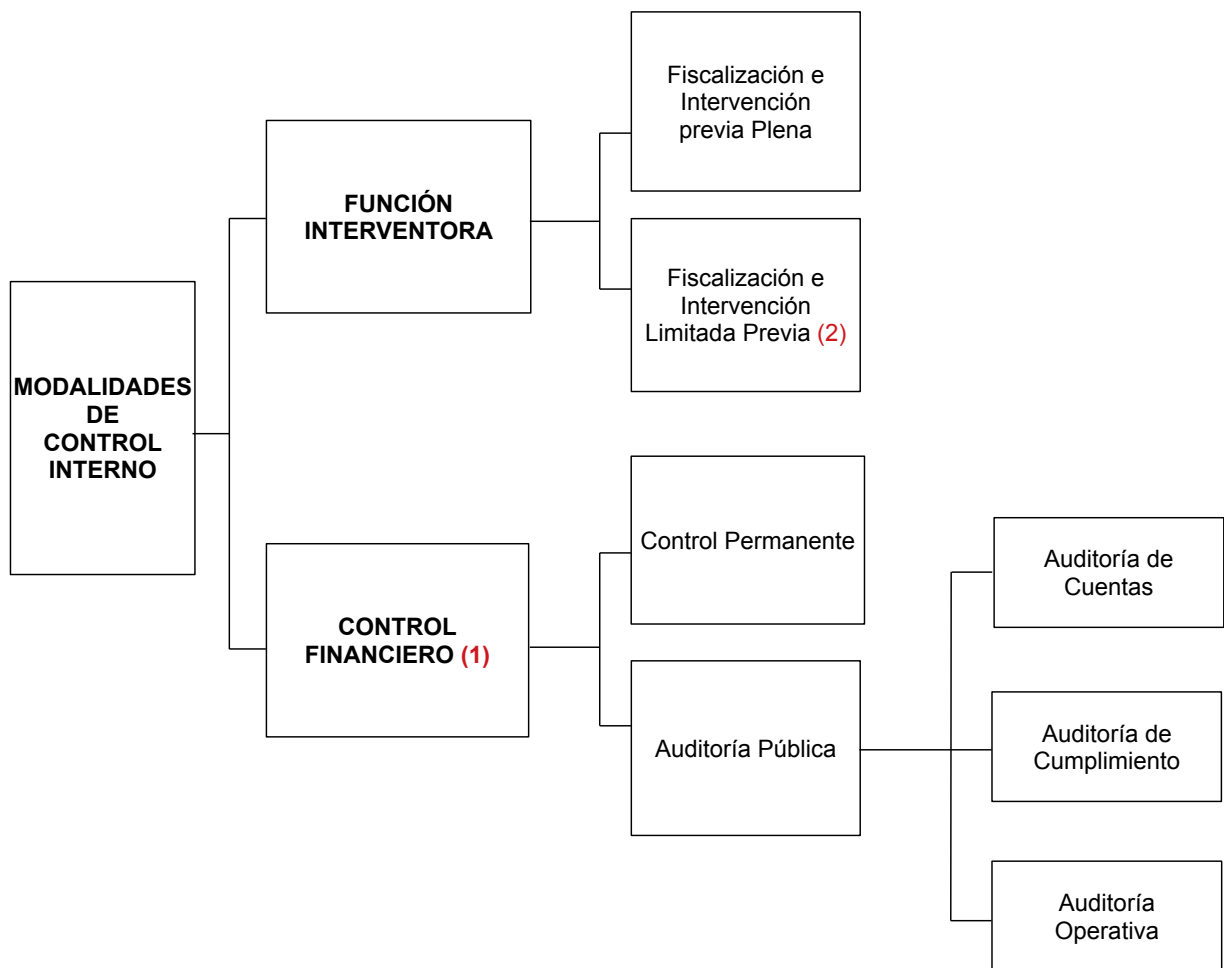 MODALIDADES
DE
CONTROL
INTERNO
FUNCIÓN
INTERVENTORA
Fiscalización e
Intervención
previa Plena
Fiscalización e
Intervención
Limitada Previa (2)
CONTROL
FINANCIERO (1)
Control Permanente
Auditoría Pública
Auditoría de
Cuentas
Auditoría de
Cumplimiento
Auditoría
Operativa